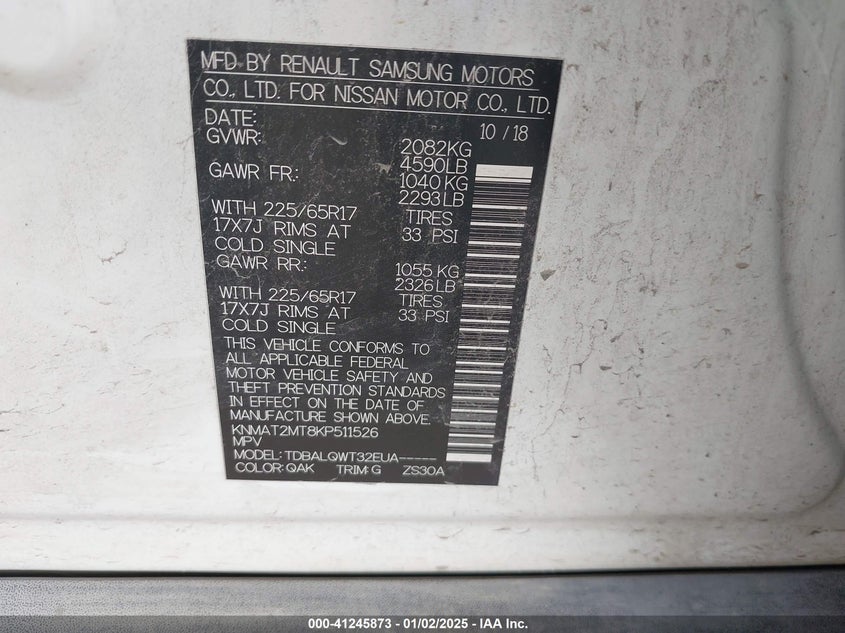 MFD BY RENAULT SAMSUNG MOTORS
CO., LTD. FOR NISSAN MOTOR CO., LTD.
DATE: 10 / 18
GVWR: 2082KG
4590LB
GAWR FR.: 1040 KG
2293 LB
WITH 225/65R17 TIRES
17X7J RIMS AT 33 PSI
COLD SINGLE
GAWR RR.: 1055 KG
2326 LB
WITH 225/65R17 TIRES
17X7J RIMS AT 33 PSI
COLD SINGLE
THIS VEHICLE CONFORMS TO
ALL APPLICABLE FEDERAL
MOTOR VEHICLE SAFETY AND
THEFT PREVENTION STANDARDS
IN EFFECT ON THE DATE OF
MANUFACTURE SHOWN ABOVE.
KNMAT2MT8KP511526
MPV
MODEL: TDBALQWT32EUA-----
COLOR: QAK TRIM: G ZS30A
000-41245873 - 01/02/2025 - IAA Inc.